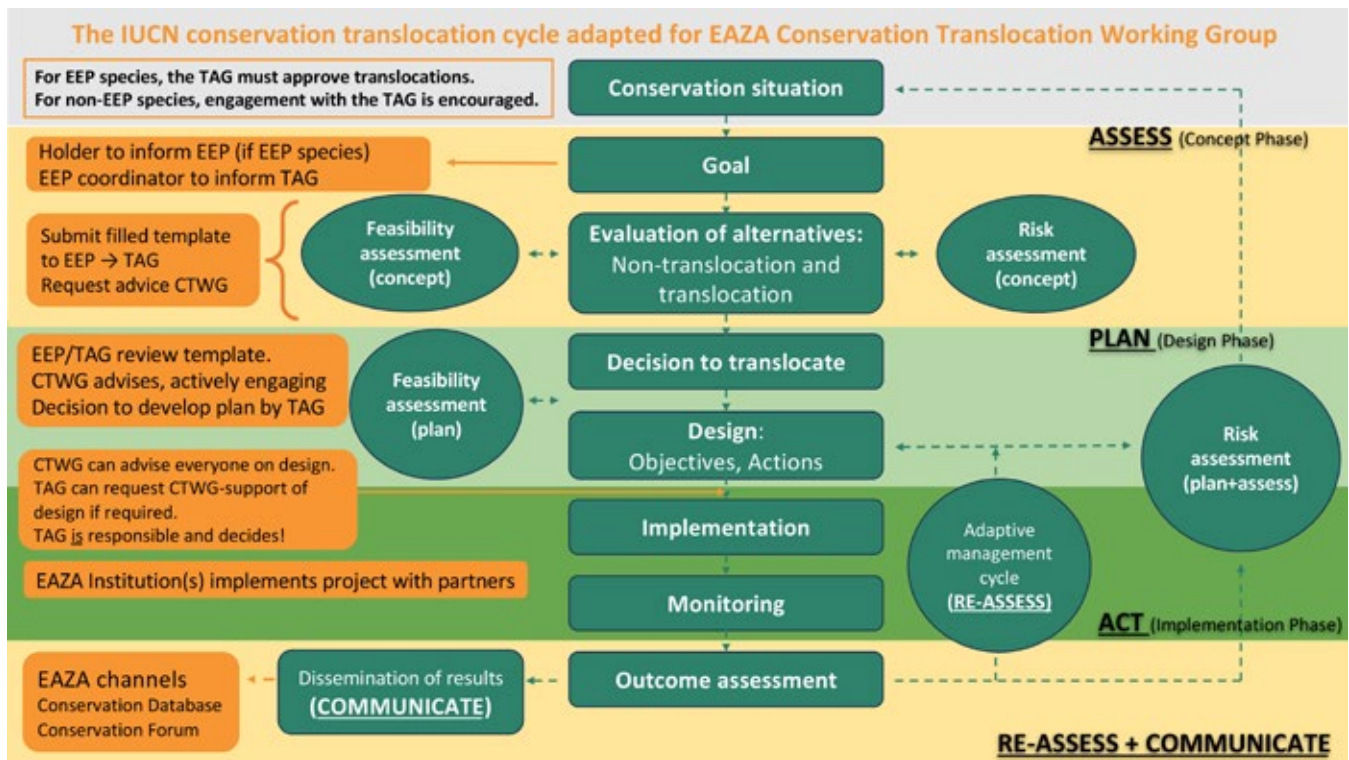 The IUCN conservation translocation cycle adapted for EAZA Conservation Translocation Working Group
For EEP species, the TAG must approve translocations.
For non-EEP species, engagement with the TAG is encouraged.
Conservation situation
ASSESS (Concept Phase)
Holder to inform EEP (if EEP species)
EEP coordinator to inform TAG
Goal
Submit filled template
to EEP → TAG
Request advice CTWG
Feasibility
assessment
(concept)
Evaluation of alternatives:
Non-translocation and
translocation
Risk
assessment
(concept)
PLAN (Design Phase)
EEP/TAG review template.
CTWG advises, actively engaging
Decision to develop plan by TAG
Feasibility
assessment
(plan)
Decision to translocate
Design:
Objectives, Actions
Risk
assessment
(plan+assess)
CTWG can advise everyone on design.
TAG can request CTWG-support of
design if required.
TAG is responsible and decides!
Implementation
Adaptive
management
cycle
(RE-ASSESS)
EAZA Institution(s) implements project with partners
Monitoring
ACT (Implementation Phase)
EAZA channels
Conservation Database
Conservation Forum
Dissemination of results
(COMMUNICATE)
Outcome assessment
RE-ASSESS + COMMUNICATE